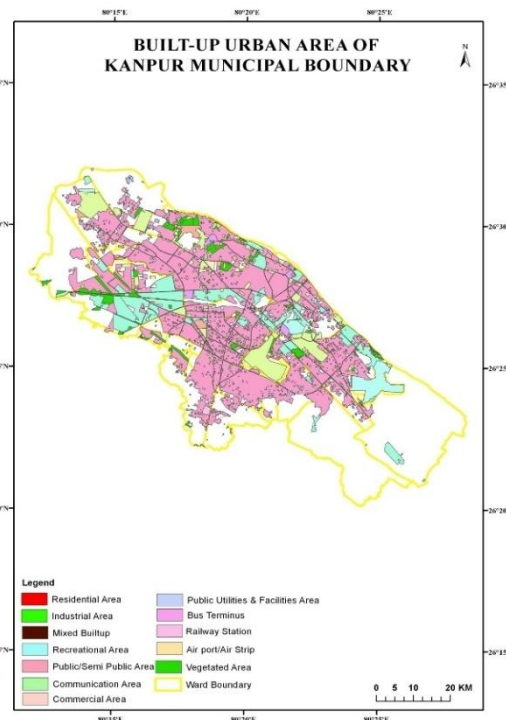 80°15'E 80°20'E 80°25'E
BUILT-UP URBAN AREA OF
KANPUR MUNICIPAL BOUNDARY
N
26°35'
26°30'
26°25'
26°20'
26°15'
Legend
Residential Area
Industrial Area
Mixed Builtup
Recreational Area
Public/Semi Public Area
Communication Area
Commercial Area
Public Utilities & Facilities Area
Bus Terminus
Railway Station
Air port/Air Strip
Vegetated Area
Ward Boundary
0 5 10 20 KM